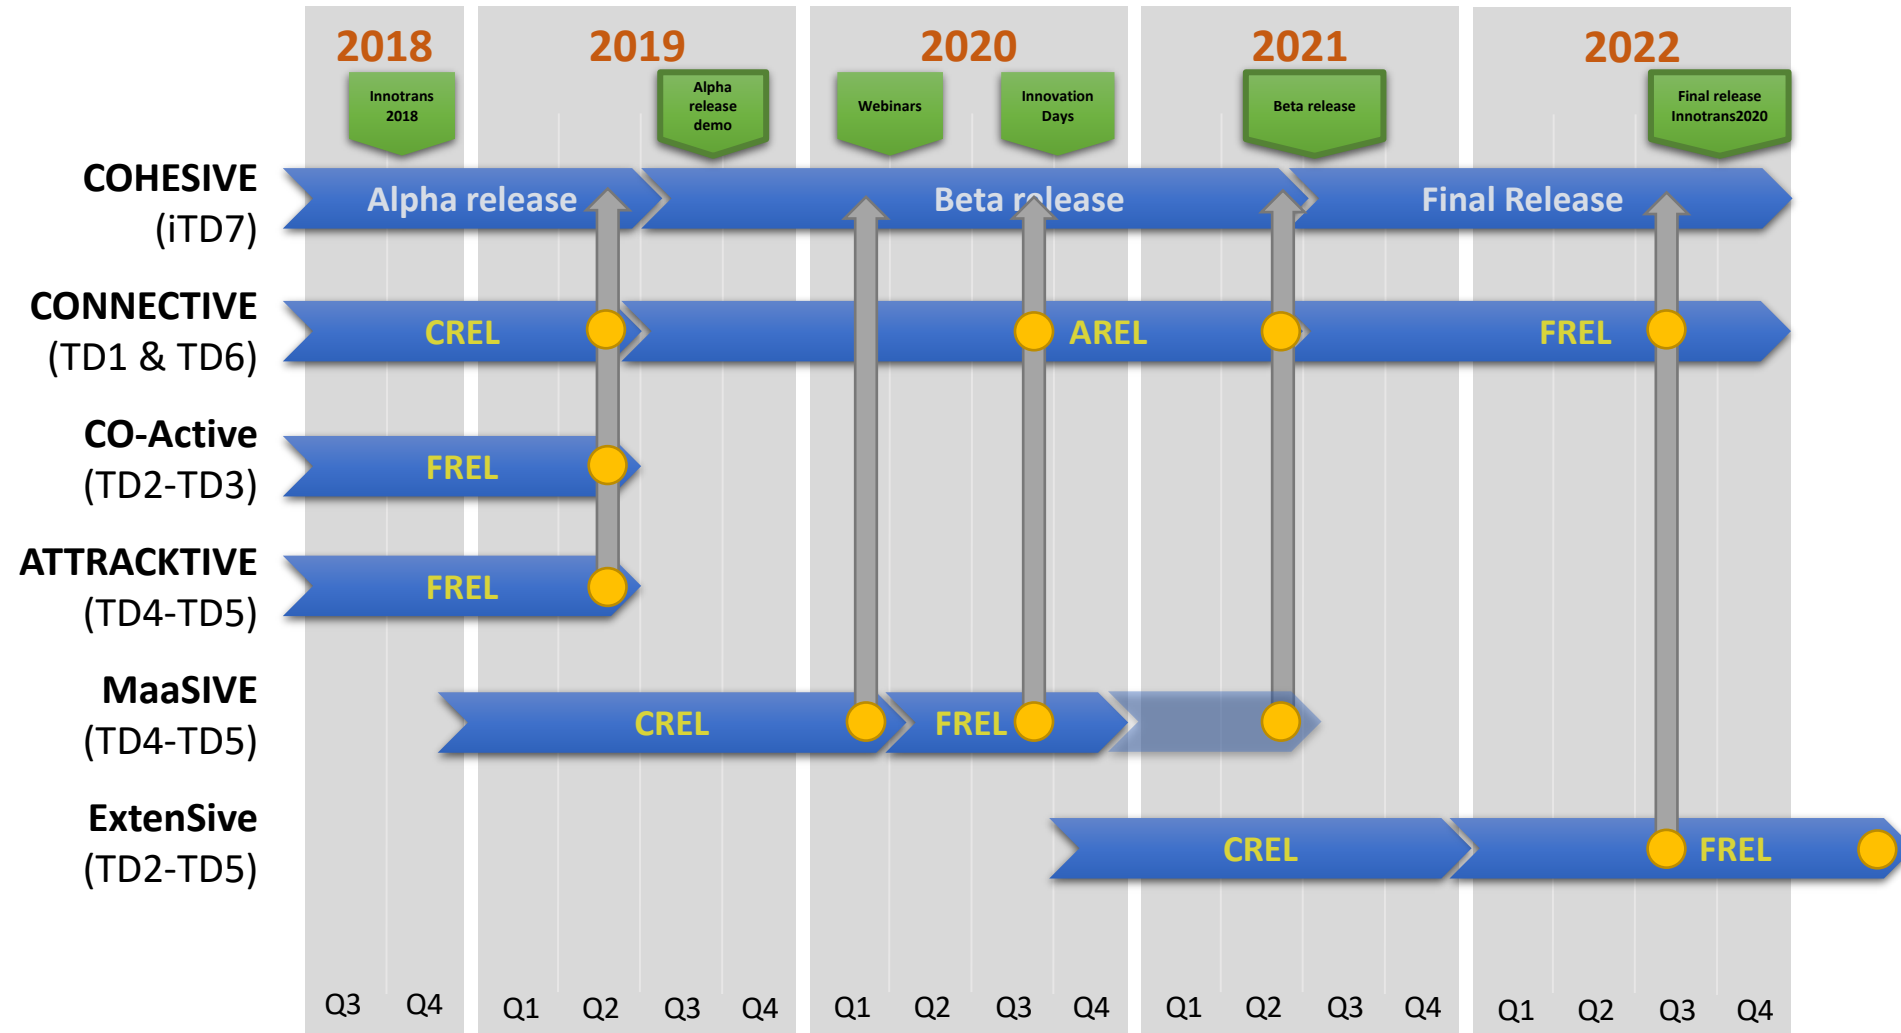 2018
2019
2020
2021
2022
Innotrans
2018
Alpha
release
demo
Webinars
Innovation
Days
Beta release
Final release
Innotrans2020
COHESIVE
(iTD7)
Alpha release
Beta release
Final Release
CONNECTIVE
(TD1 & TD6)
CREL
AREL
FREL
CO-Active
(TD2-TD3)
FREL
ATTRACKTIVE
(TD4-TD5)
FREL
MaaSIVE
(TD4-TD5)
CREL
FREL
ExtenSive
(TD2-TD5)
CREL
FREL
Q3 Q4 Q1 Q2 Q3 Q4 Q1 Q2 Q3 Q4 Q1 Q2 Q3 Q4 Q1 Q2 Q3 Q4